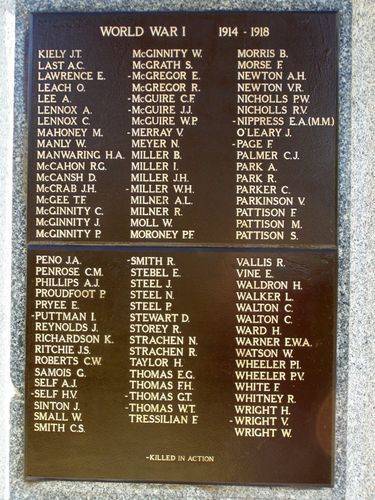 WORLD WAR I 1914 - 1918
KIELY J.T.
LAST A.C.
LAWRENCE E.
LEACH O.
LEE A.
LENNOX A.
LENNOX C.
MAHONEY M.
MANLY W.
MANWARING H.A.
McCAHON R.G.
McCANSH D.
McCRAB J.H.
McGEE T.F
McGINNITY C.
McGINNITY J.
McGINNITY P.
McGINNITY W.
McGRATH S.
-McGREGOR E.
McGREGOR R.
-McGUIRE C.F
-McGUIRE J.J.
McGUIRE W.P
-MERRAY V.
MEYER N.
MILLER B.
MILLER I.
MILLER J.H.
-MILLER W.H.
MILNER A.L.
MILNER R.
MOLL W.
MORONEY P.F.
MORRIS B.
MORSE F.
NEWTON A.H.
NEWTON V.R.
NICHOLLS P.W.
NICHOLLS R.V.
-NIPPRESS E.A.(M.M.)
O'LEARY J.
-PAGE F.
PALMER C.J.
PARK A.
PARK R.
PARKER C.
PARKINSON V.
PATTISON F
PATTISON M.
PATTISON S.
PENO J.A.
PENROSE C.M.
PHILLIPS A.J.
PROUDFOOT P
PRYEE E.
-PUTTMAN I.
REYNOLDS J.
RICHARDSON K.
RITCHIE J.S.
ROBERTS C.W.
SAMOIS G.
SELF A.J.
-SELF H.V.
SINTON J.
SMALL W.
SMITH C.S.
-SMITH R.
STEBEL E.
STEEL J.
STEEL N.
STEEL P.
STEWART D.
STOREY R.
STRACHEN N.
STRACHEN R.
TAYLOR H.
THOMAS E.G.
THOMAS F.H.
-THOMAS G.T.
-THOMAS W.T.
TRESSILIAN F.
VALLIS R.
VINE E.
WALDRON H.
WALKER L.
WALTON C.
WALTON C.
WARD H.
WARNER E.W.A.
WATSON W.
WHEELER P.I.
WHEELER P.V.
WHITE F
WHITNEY R.
WRIGHT H.
-WRIGHT V.
WRIGHT W.
-KILLED IN ACTION